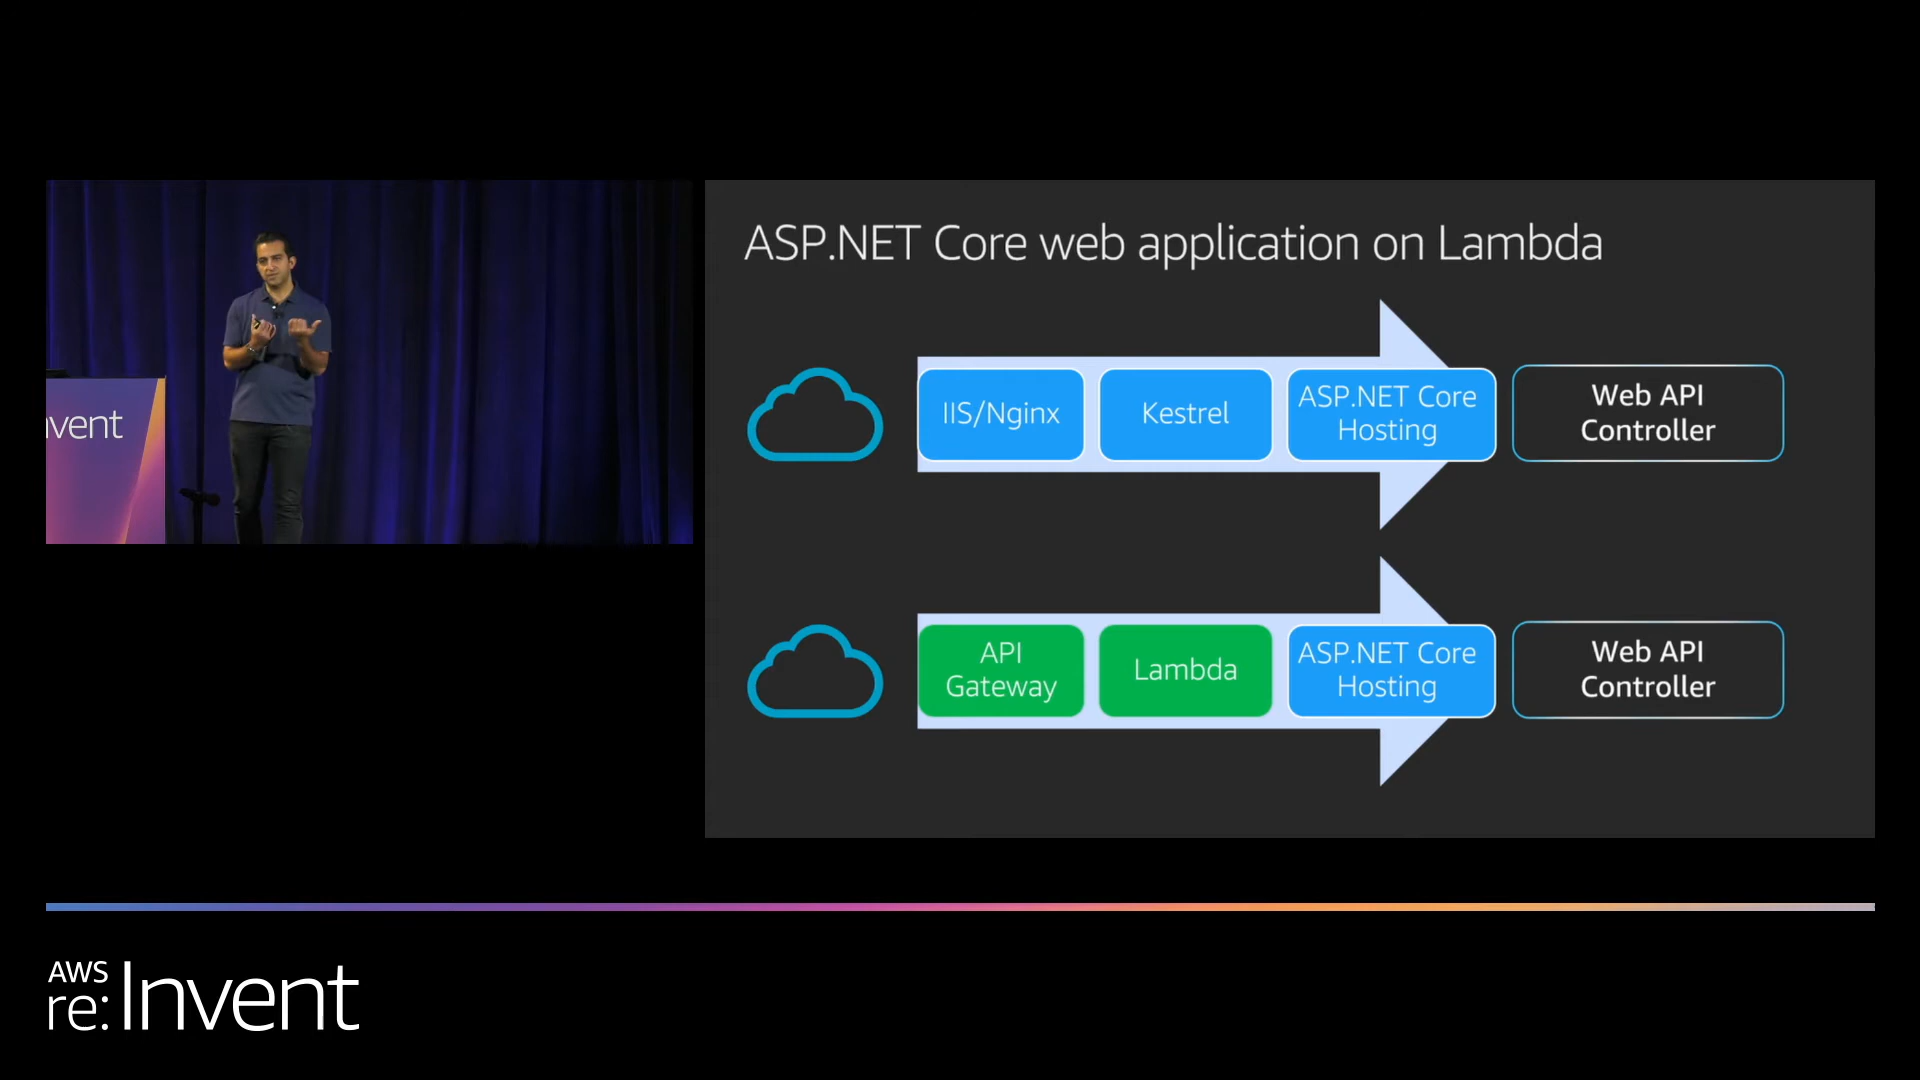 nvent
ASP.NET Core web application on Lambda
IIS/Nginx
Kestrel
ASP.NET Core
Hosting
Web API
Controller
API
Gateway
Lambda
ASP.NET Core
Hosting
Web API
Controller
AWS
re:Invent